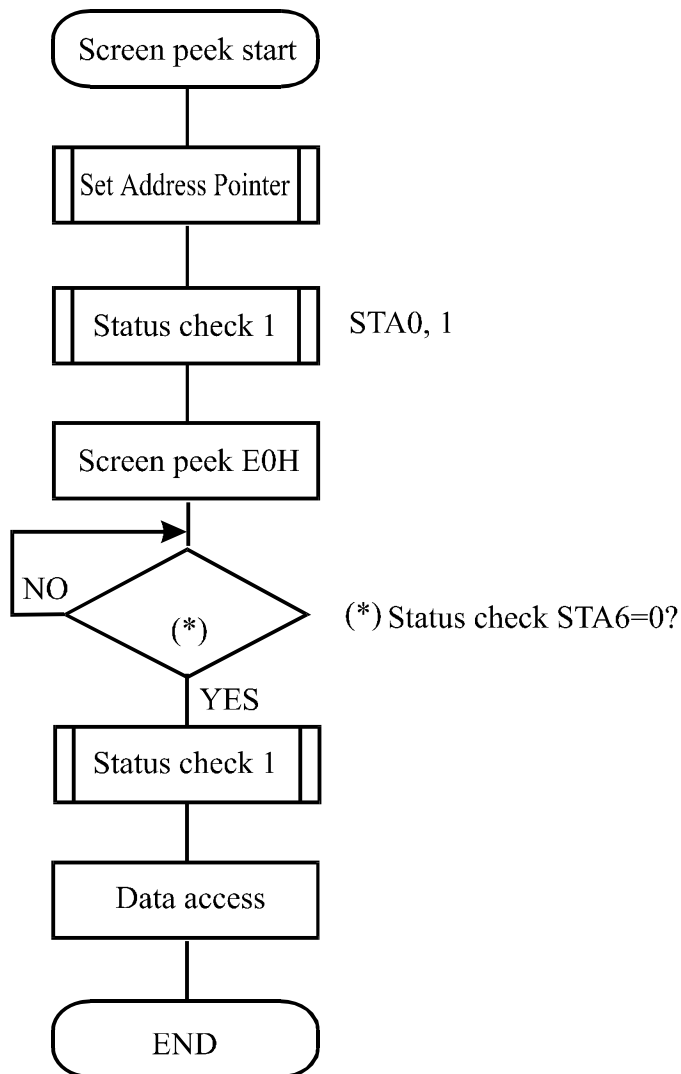 Screen peek start
Set Address Pointer
Status check 1
STA0, 1
Screen peek E0H
NO
(*)
(*) Status check STA6=0?
YES
Status check 1
Data access
END